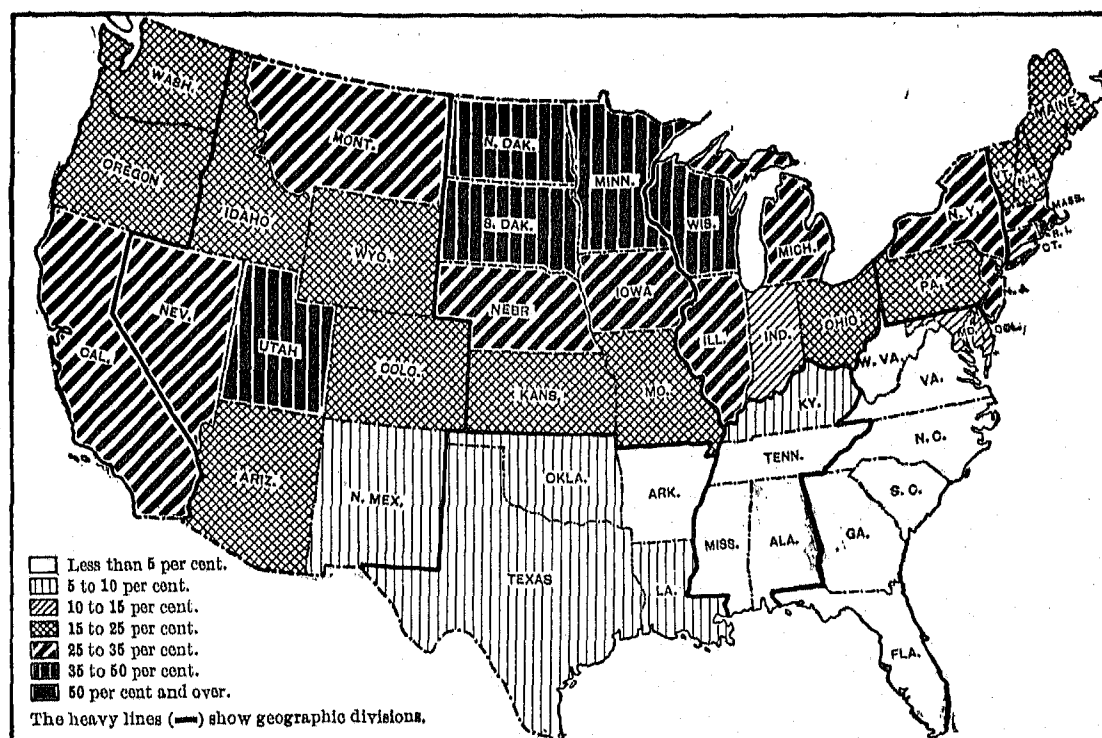 WASH.
OREGON
CAL.
NEV.
IDAHO
MONT.
WYO.
UTAH
COLO.
ARIZ.
N. MEX.
N. DAK.
S. DAK.
NEBR
KANS.
OKLA.
TEXAS
MINN.
IOWA
MO.
ARK.
LA.
WIS.
ILL.
MICH.
IND.
OHIO
KY.
TENN.
MISS.
ALA.
GA.
FLA.
S. C.
N. C.
VA.
W. VA.
MD.
DEL.
PA.
N. J.
N. Y.
CT.
R. I.
MASS.
VT.
N.H.
MAINE
Less than 5 per cent.
5 to 10 per cent.
10 to 15 per cent.
15 to 25 per cent.
25 to 35 per cent.
35 to 50 per cent.
50 per cent and over.
The heavy lines (▬) show geographic divisions.